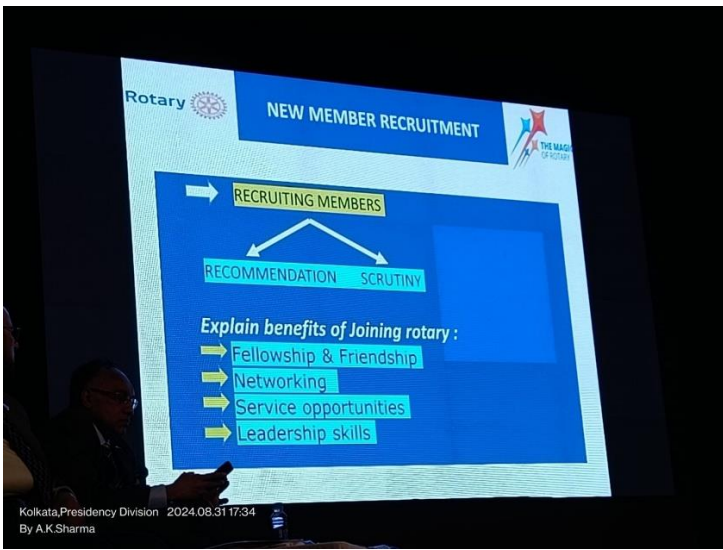 Rotary
NEW MEMBER RECRUITMENT
THE MAGI
OF ROTARY
RECRUITING MEMBERS
RECOMMENDATION SCRUTINY
Explain benefits of Joining rotary :
Fellowship & Friendship
Networking
Service opportunities
Leadership skills
Kolkata,Presidency Division 2024.08.31 17:34
By A.K.Sharma